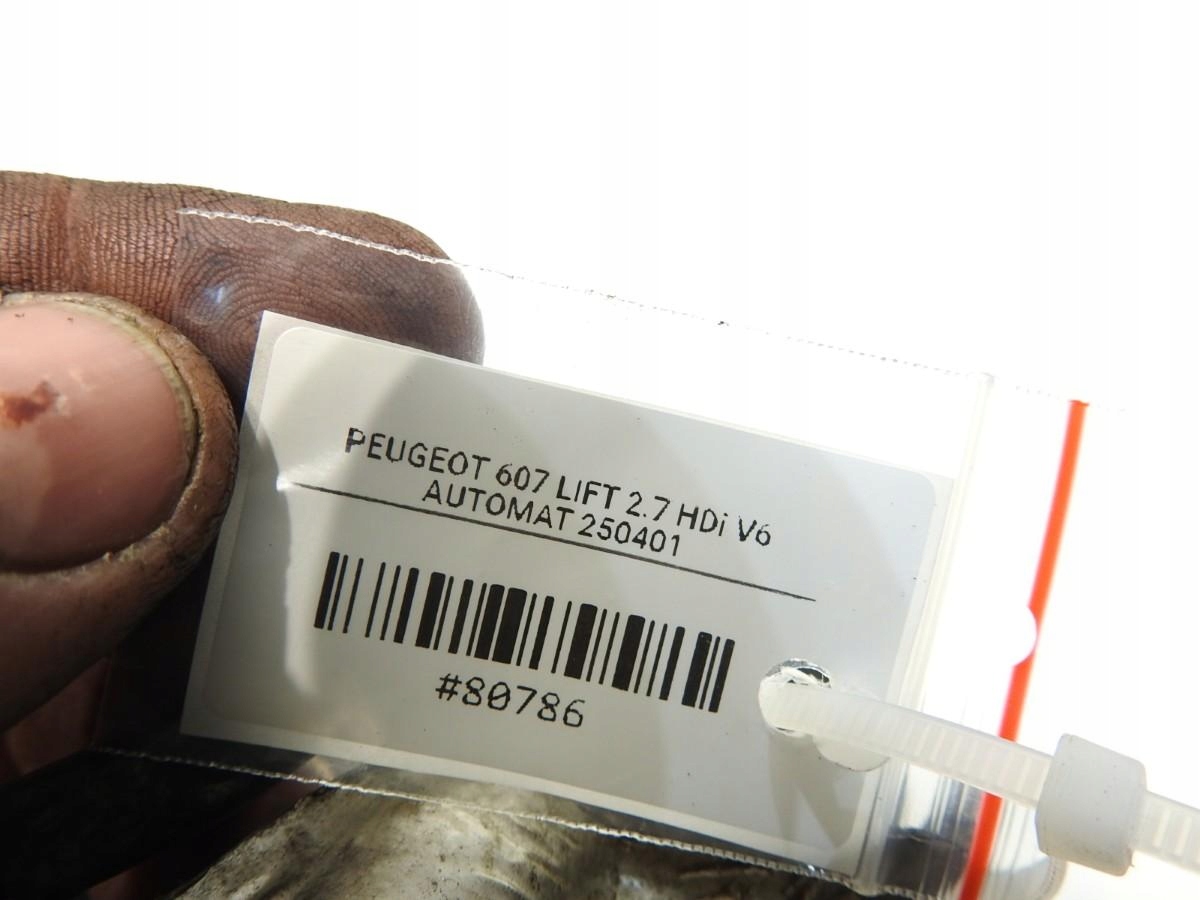 PEUGEOT 607 LIFT 2.7 HDi V6
AUTOMAT 250401
#80786